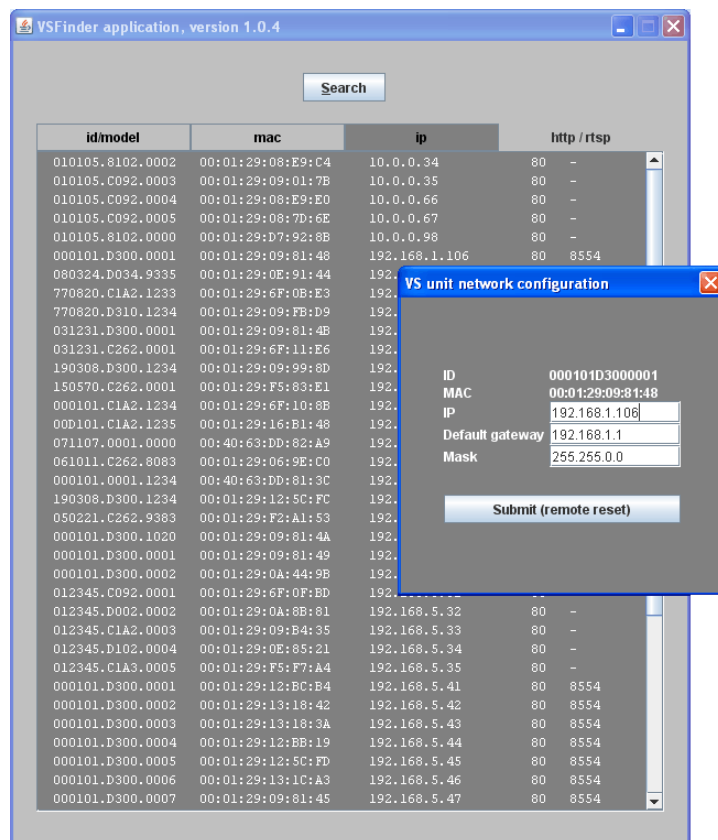 VSFinder application, version 1.0.4
Search
id/model mac ip http / rtsp
010105.8102.0002 00:01:29:08:E9:C4 10.0.0.34 80 -
010105.C092.0003 00:01:29:09:01:7B 10.0.0.35 80 -
010105.C092.0004 00:01:29:08:E9:E0 10.0.0.66 80 -
010105.C092.0005 00:01:29:08:7D:6E 10.0.0.67 80 -
010105.8102.0000 00:01:29:D7:92:8B 10.0.0.98 80 -
000101.D300.0001 00:01:29:09:81:48 192.168.1.106 80 8554
080324.D034.9335 00:01:29:0E:91:44 192.
770820.C1A2.1233 00:01:29:6F:0B:E3 192.
770820.D310.1234 00:01:29:09:FB:D9 192.
031231.D300.0001 00:01:29:09:81:4B 192.
031231.C262.0001 00:01:29:6F:11:E6 192.
190308.D300.1234 00:01:29:09:99:8D 192.
150570.C262.0001 00:01:29:F5:83:E1 192.
000101.C1A2.1234 00:01:29:6F:10:8B 192.
00D101.C1A2.1235 00:01:29:16:B1:48 192.
071107.0001.0000 00:40:63:DD:82:A9 192.
061011.C262.8083 00:01:29:06:9E:C0 192.
000101.0001.1234 00:40:63:DD:81:3C 192.
190308.D300.1234 00:01:29:12:5C:FC 192.
050221.C262.9383 00:01:29:F2:A1:53 192.
000101.D300.1020 00:01:29:09:81:4A 192.
000101.D300.0001 00:01:29:09:81:49 192.
000101.D300.0002 00:01:29:0A:44:9B 192.
012345.C092.0001 00:01:29:6F:0F:BD
012345.D002.0002 00:01:29:0A:8B:81 192.168.5.32 80 -
012345.C1A2.0003 00:01:29:09:B4:35 192.168.5.33 80 -
012345.D102.0004 00:01:29:0E:85:21 192.168.5.34 80 -
012345.C1A3.0005 00:01:29:F5:F7:A4 192.168.5.35 80 -
000101.D300.0001 00:01:29:12:BC:B4 192.168.5.41 80 8554
000101.D300.0002 00:01:29:13:18:42 192.168.5.42 80 8554
000101.D300.0003 00:01:29:13:18:3A 192.168.5.43 80 8554
000101.D300.0004 00:01:29:12:BB:19 192.168.5.44 80 8554
000101.D300.0005 00:01:29:12:5C:FD 192.168.5.45 80 8554
000101.D300.0006 00:01:29:13:1C:A3 192.168.5.46 80 8554
000101.D300.0007 00:01:29:09:81:45 192.168.5.47 80 8554
VS unit network configuration
ID 000101D3000001
MAC 00:01:29:09:81:48
IP 192.168.1.106
Default gateway 192.168.1.1
Mask 255.255.0.0
Submit (remote reset)